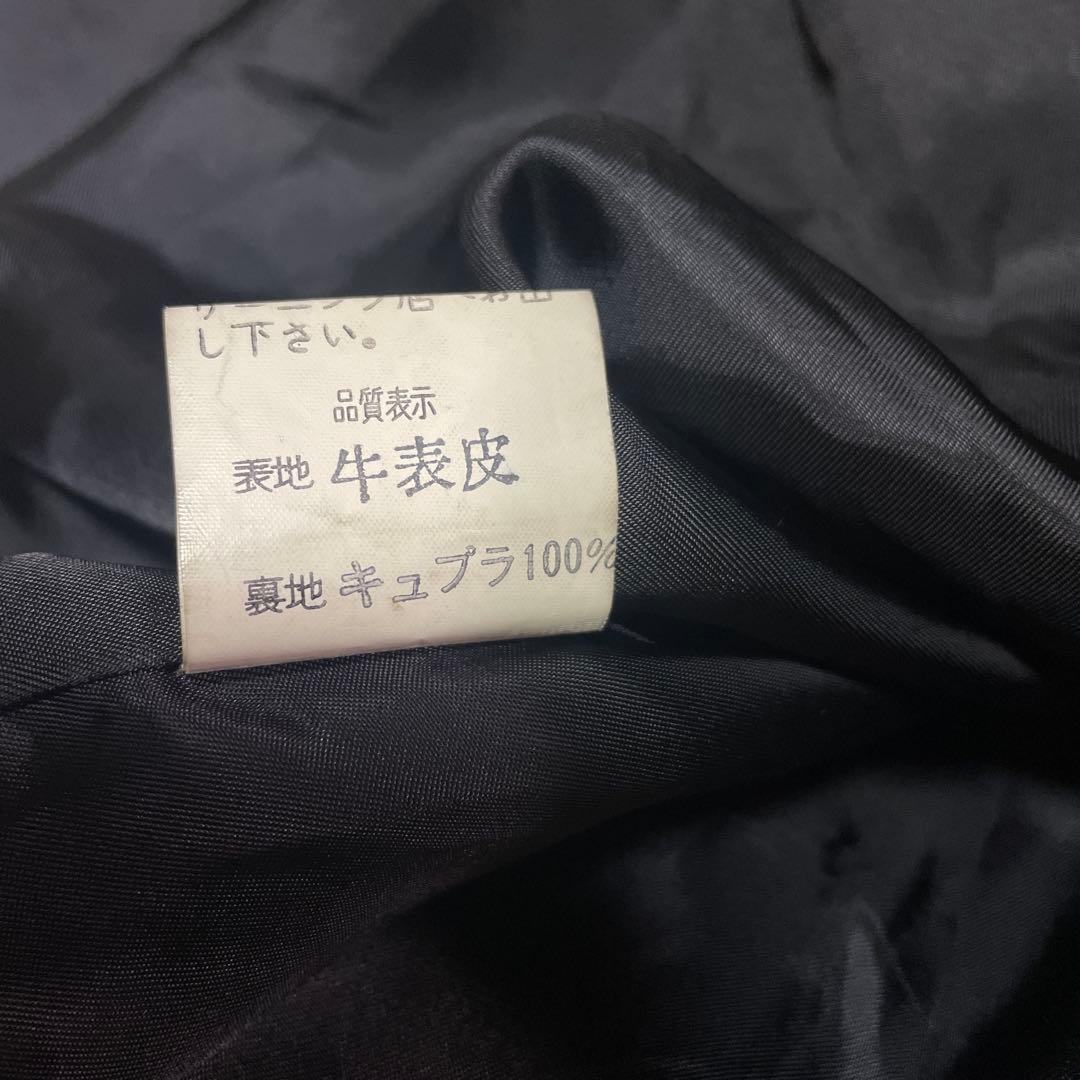 し下さい。
品質表示
表地 牛表皮
裏地 キュプラ100%